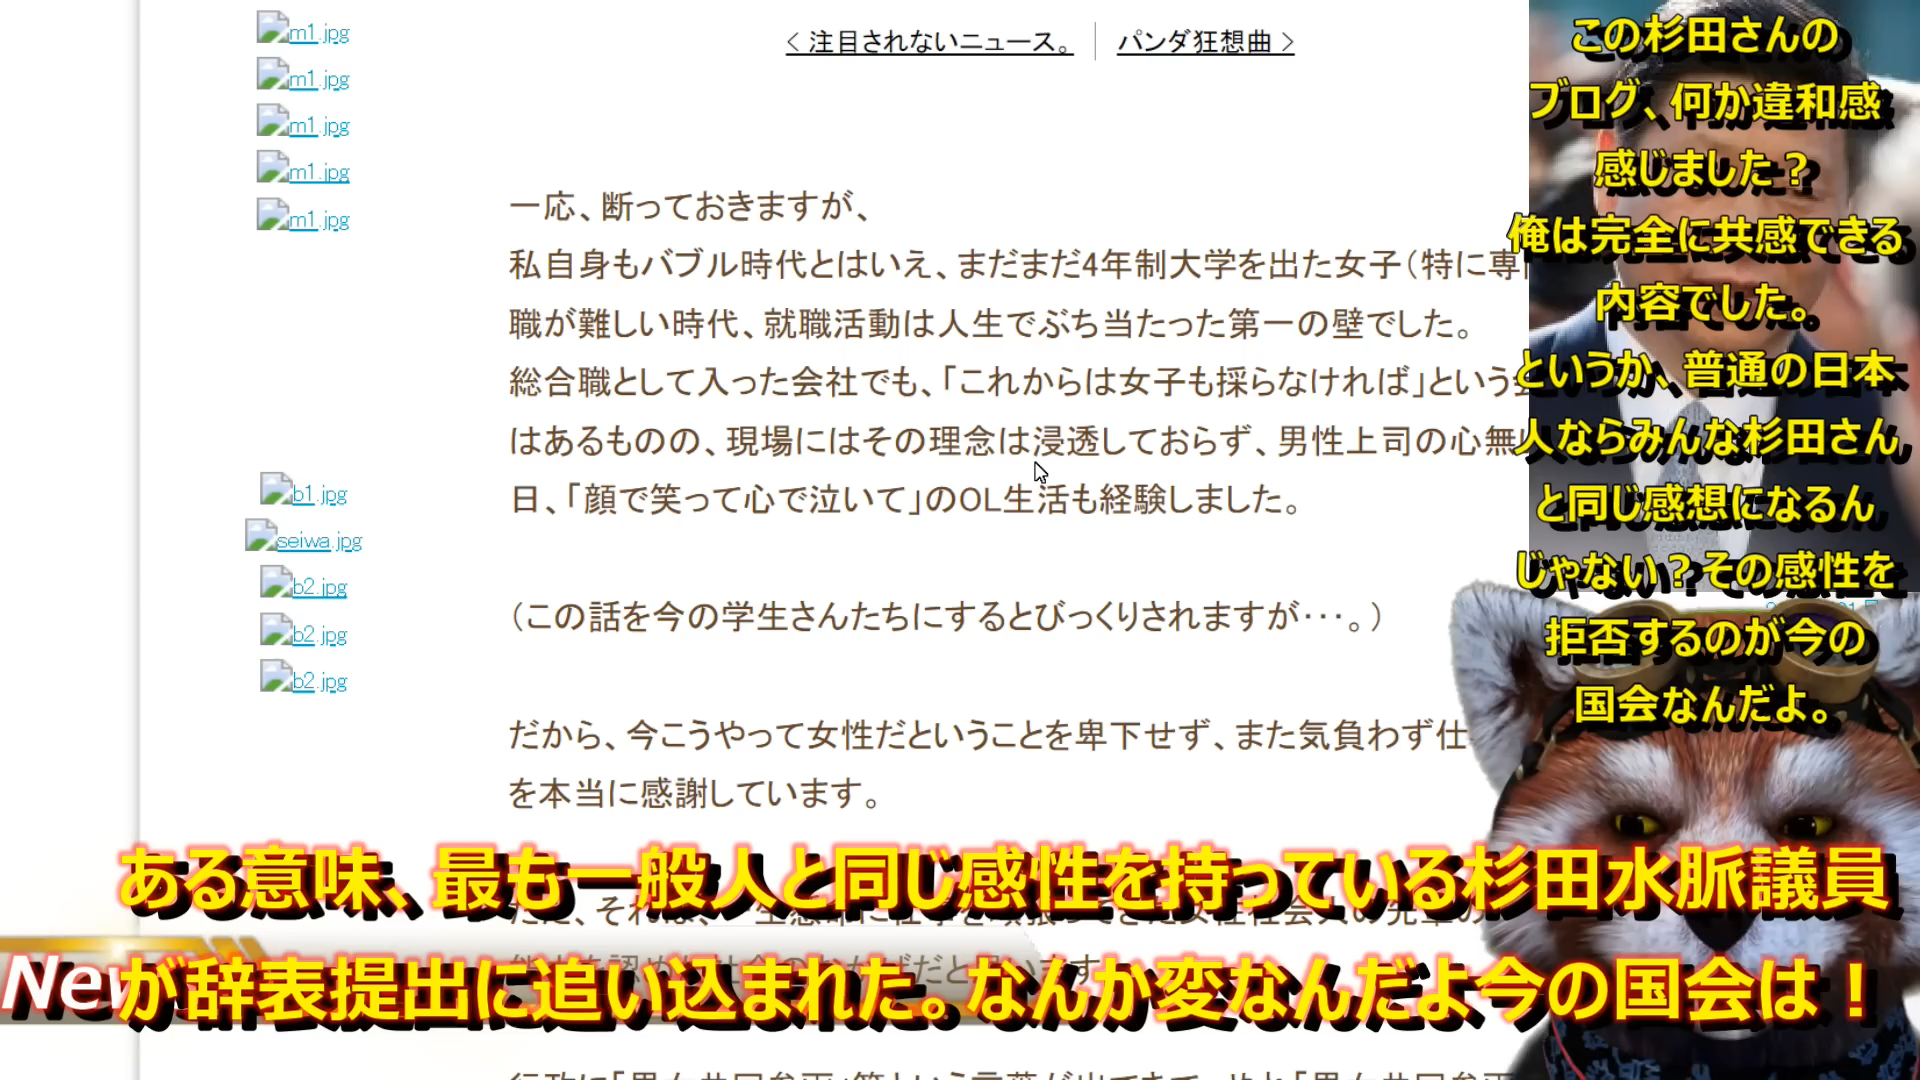 m1.jpg
m1.jpg
m1.jpg
m1.jpg
m1.jpg
b1.jpg
seiwa.jpg
b2.jpg
b2.jpg
b2.jpg
< 注目されないニュース。 パンダ狂想曲 >
一応、断っておきますが、
私自身もバブル時代とはいえ、まだまだ4年制大学を出た女子（特に専
職が難しい時代、就職活動は人生でぶち当たった第一の壁でした。
総合職として入った会社でも、「これからは女子も採らなければ」という
はあるものの、現場にはその理念は浸透しておらず、男性上司の心無
日、「顔で笑って心で泣いて」のOL生活も経験しました。
（この話を今の学生さんたちにするとびっくりされますが･･･。）
だから、今こうやって女性だということを卑下せず、また気負わず仕
を本当に感謝しています。
この杉田さんの
ブログ、何か違和感
感じました？
俺は完全に共感できる
内容でした。
というか、普通の日本
人ならみんな杉田さん
と同じ感想になるん
じゃない？その感性を
拒否するのが今の
国会なんだよ。
ある意味、最も一般人と同じ感性を持っている杉田水脈議員
が辞表提出に追い込まれた。なんか変なんだよ今の国会は！